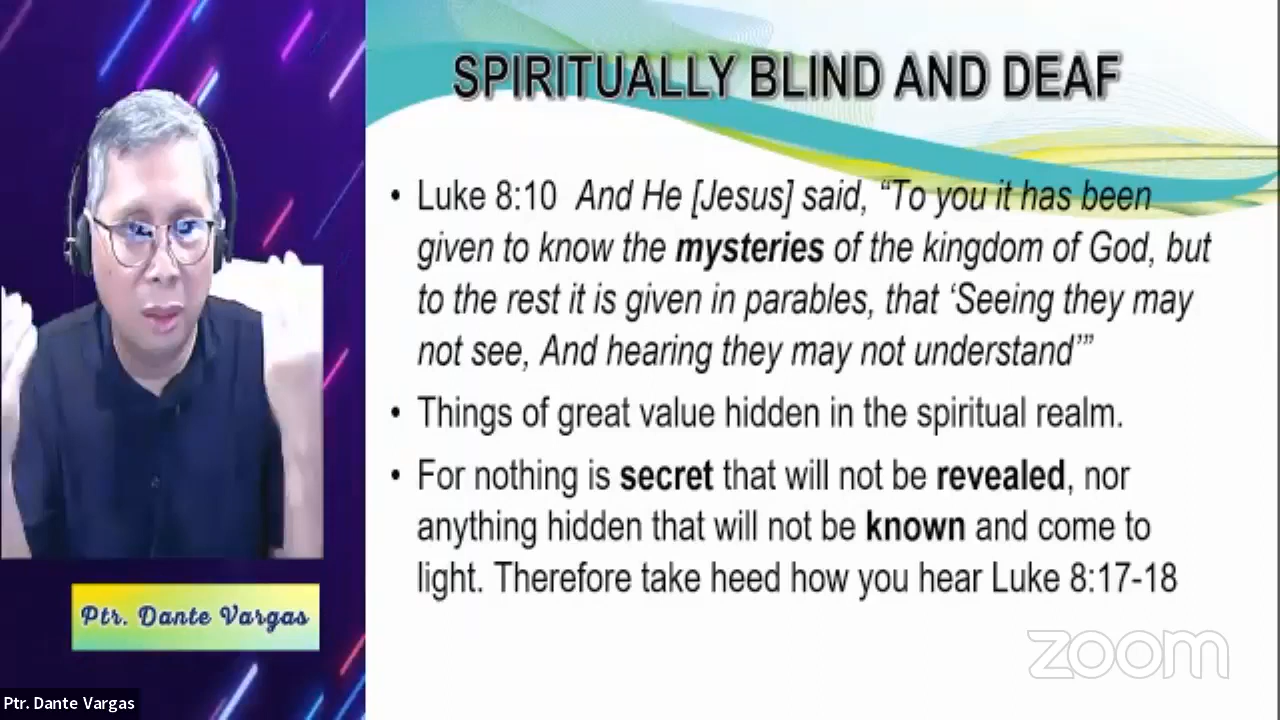 SPIRITUALLY BLIND AND DEAF
• Luke 8:10 And He [Jesus] said, “To you it has been
given to know the mysteries of the kingdom of God, but
to the rest it is given in parables, that ‘Seeing they may
not see, And hearing they may not understand’”
• Things of great value hidden in the spiritual realm.
• For nothing is secret that will not be revealed, nor
anything hidden that will not be known and come to
light. Therefore take heed how you hear Luke 8:17-18
Ptr. Dante Vargas
zoom
Ptr. Dante Vargas